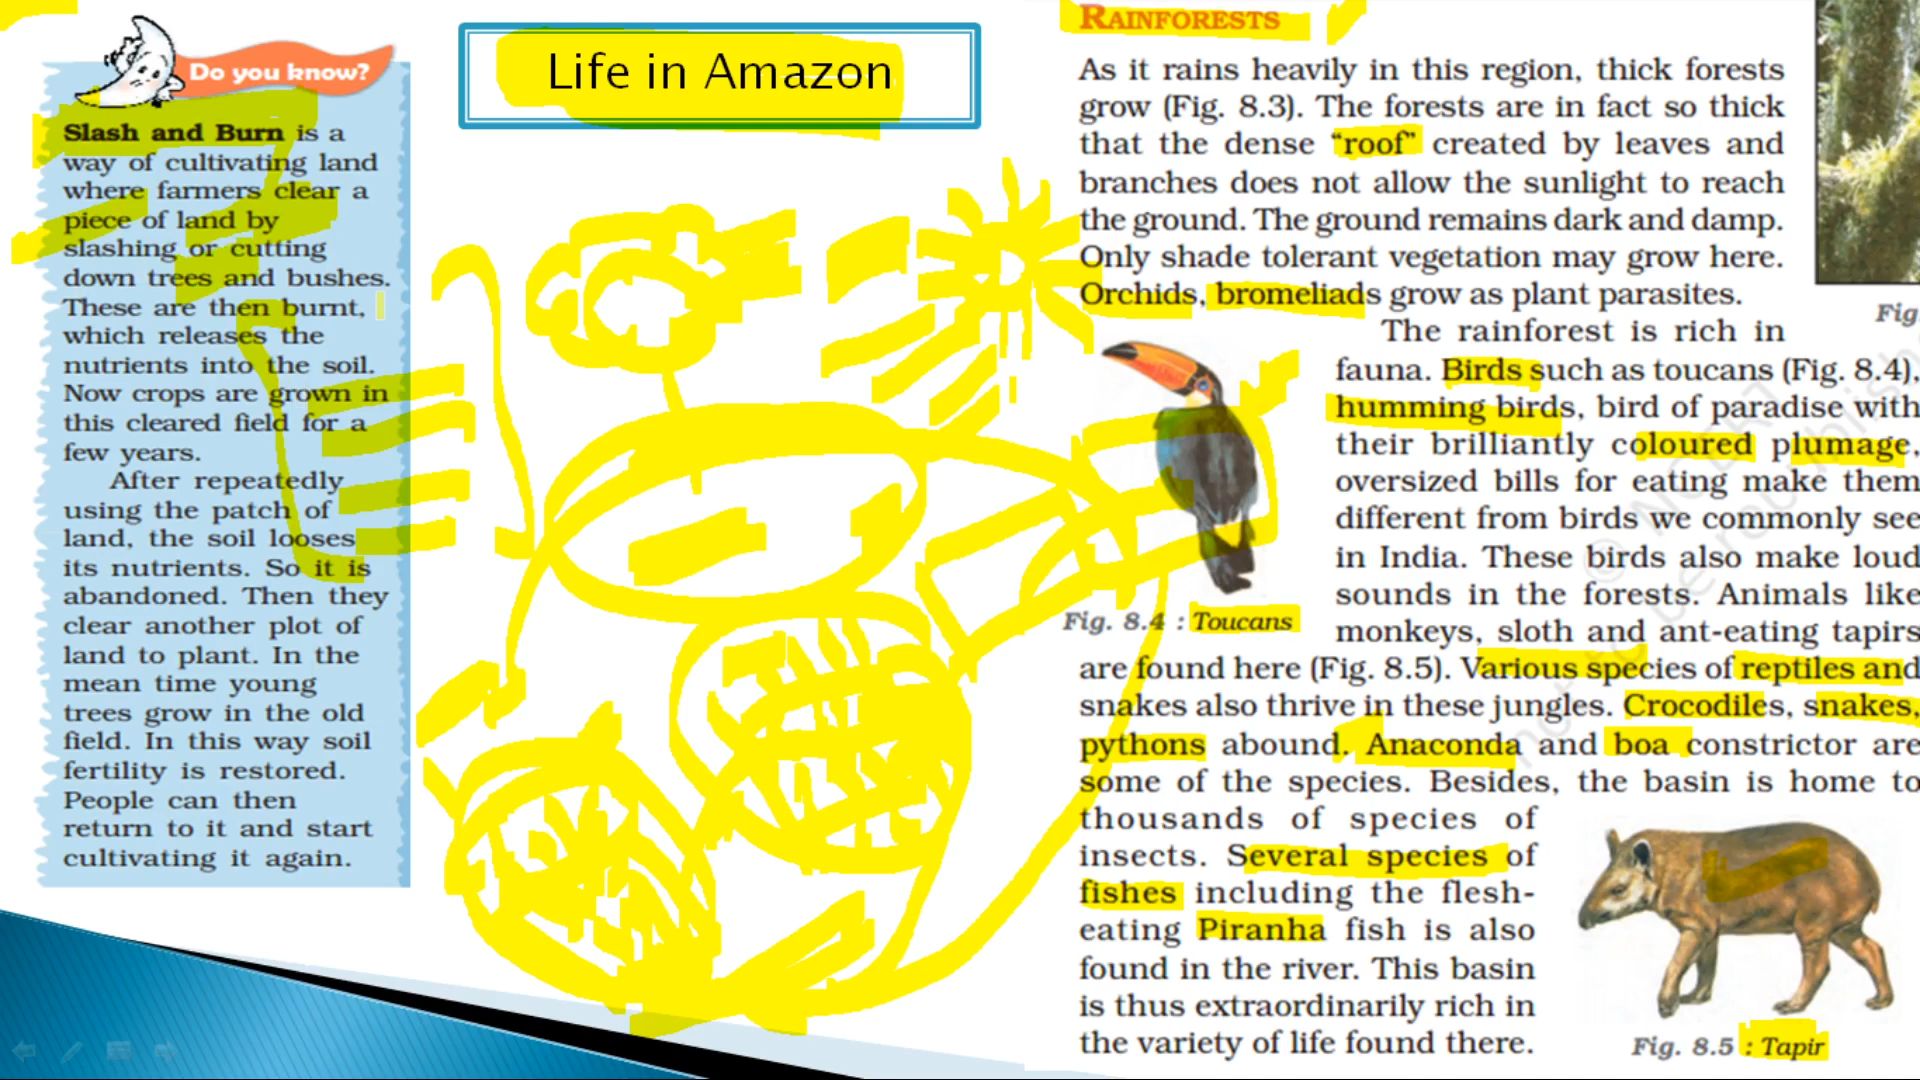 Do you know?
Slash and Burn is a
way of cultivating land
where farmers clear a
piece of land by
slashing or cutting
down trees and bushes.
These are then burnt,
which releases the
nutrients into the soil.
Now crops are grown in
this cleared field for a
few years.
After repeatedly
using the patch of
land, the soil looses
its nutrients. So it is
abandoned. Then they
clear another plot of
land to plant. In the
mean time young
trees grow in the old
field. In this way soil
fertility is restored.
People can then
return to it and start
cultivating it again.
Life in Amazon
RAINFORESTS
As it rains heavily in this region, thick forests
grow (Fig. 8.3). The forests are in fact so thick
that the dense “roof” created by leaves and
branches does not allow the sunlight to reach
the ground. The ground remains dark and damp.
Only shade tolerant vegetation may grow here.
Orchids, bromeliads grow as plant parasites.
Fig.
The rainforest is rich in
fauna. Birds such as toucans (Fig. 8.4),
humming birds, bird of paradise with
their brilliantly coloured plumage,
oversized bills for eating make them
different from birds we commonly see
in India. These birds also make loud
sounds in the forests. Animals like
monkeys, sloth and ant-eating tapirs
Fig. 8.4 : Toucans
are found here (Fig. 8.5). Various species of reptiles and
snakes also thrive in these jungles. Crocodiles, snakes,
pythons abound. Anaconda and boa constrictor are
some of the species. Besides, the basin is home to
thousands of species of
insects. Several species of
fishes including the flesh-
eating Piranha fish is also
found in the river. This basin
is thus extraordinarily rich in
the variety of life found there.
Fig. 8.5 : Tapir